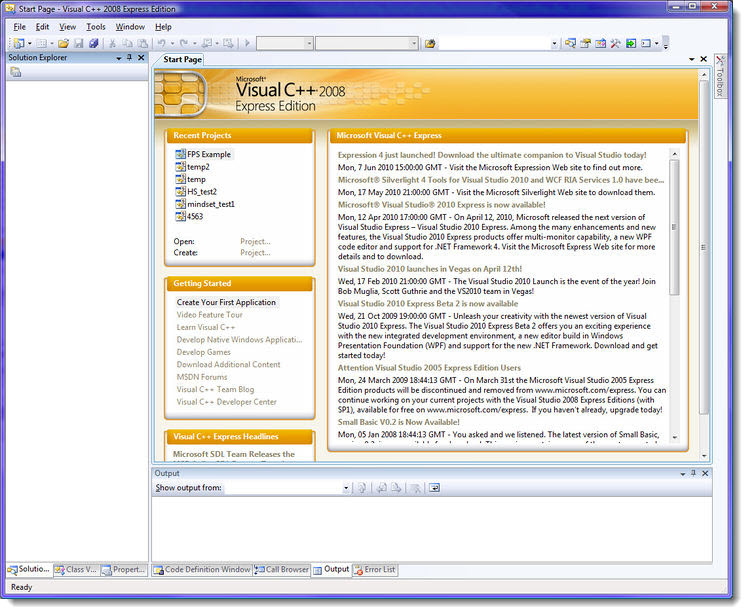 Start Page - Visual C++ 2008 Express Edition
File Edit View Tools Window Help
Solution Explorer
Start Page
Toolbox
Microsoft®
Visual C++ 2008
Express Edition
Recent Projects
FPS Example
temp2
temp
HS_test2
mindset_test1
4563
Open: Project...
Create: Project...
Getting Started
Create Your First Application
Video Feature Tour
Learn Visual C++
Develop Native Windows Applicati...
Develop Games
Download Additional Content
MSDN Forums
Visual C++ Team Blog
Visual C++ Developer Center
Visual C++ Express Headlines
Microsoft SDL Team Releases the
Microsoft Visual C++ Express
Expression 4 just launched! Download the ultimate companion to Visual Studio today!
Mon, 7 Jun 2010 15:00:00 GMT - Visit the Microsoft Expression Web site to find out more.
Microsoft® Silverlight 4 Tools for Visual Studio 2010 and WCF RIA Services 1.0 have bee...
Mon, 17 May 2010 21:00:00 GMT - Visit the Microsoft Silverlight Web site to download them.
Microsoft® Visual Studio® 2010 Express is now available!
Mon, 12 Apr 2010 17:00:00 GMT - On April 12, 2010, Microsoft released the next version of
Visual Studio Express – Visual Studio 2010 Express. Among the many enhancements and new
features, the Visual Studio 2010 Express products offer multi-monitor capability, a new WPF
code editor and support for .NET Framework 4. Visit the Microsoft Express Web site for more
details and to download.
Visual Studio 2010 launches in Vegas on April 12th!
Wed, 17 Feb 2010 21:00:00 GMT - The Visual Studio 2010 Launch is the event of the year! Join
Bob Muglia, Scott Guthrie and the VS2010 team in Vegas!
Visual Studio 2010 Express Beta 2 is now available
Wed, 21 Oct 2009 19:00:00 GMT - Unleash your creativity with the newest version of Visual
Studio 2010 Express. The Visual Studio 2010 Express Beta 2 offers you an exciting experience
with the new integrated development environment, a new editor build in Windows
Presentation Foundation (WPF) and support for the new .NET Framework. Download and get
started today!
Attention Visual Studio 2005 Express Edition Users
Mon, 24 March 2009 18:44:13 GMT - On March 31st the Microsoft Visual Studio 2005 Express
Edition products will be discontinued and removed from www.microsoft.com/express. You can
continue working on your current projects with the Visual Studio 2008 Express Editions (with
SP1), available for free on www.microsoft.com/express. If you haven't already, upgrade today!
Small Basic V0.2 is Now Available!
Mon, 05 Jan 2008 18:44:13 GMT - You asked and we listened. The latest version of Small Basic,
Output
Show output from:
Solutio... Class V... Propert... Code Definition Window Call Browser Output Error List
Ready